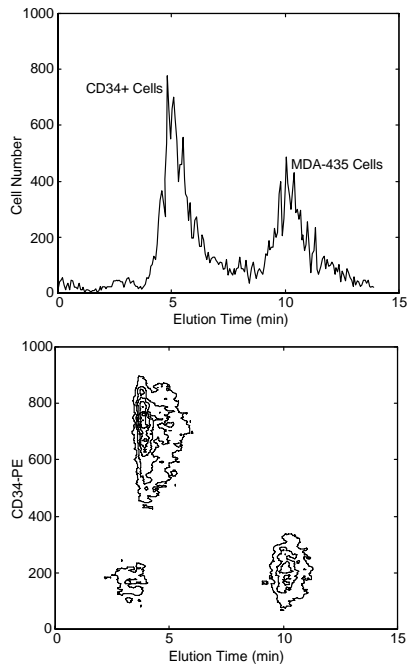 1000
800
600
400
200
0
Cell Number
CD34+ Cells
MDA-435 Cells
0 5 10 15
Elution Time (min)
1000
800
600
400
200
0
CD34-PE
0 5 10 15
Elution Time (min)